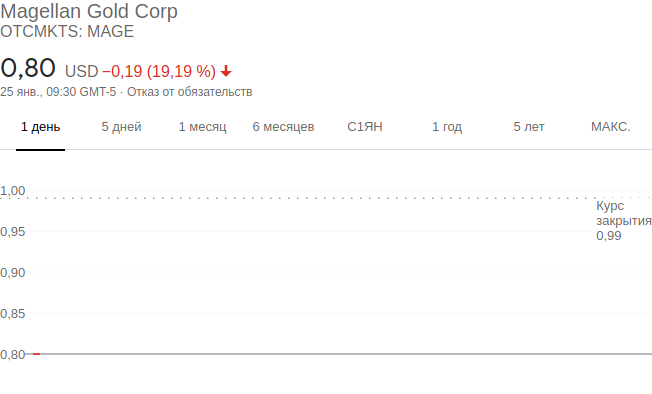 Magellan Gold Corp
OTCMKTS: MAGE
0,80 USD −0,19 (19,19 %)
25 янв., 09:30 GMT-5 · Отказ от обязательств
1 день 5 дней 1 месяц 6 месяцев С1ЯН 1 год 5 лет МАКС.
1,00
Курс
закрытия
0,99
0,95
0,90
0,85
0,80